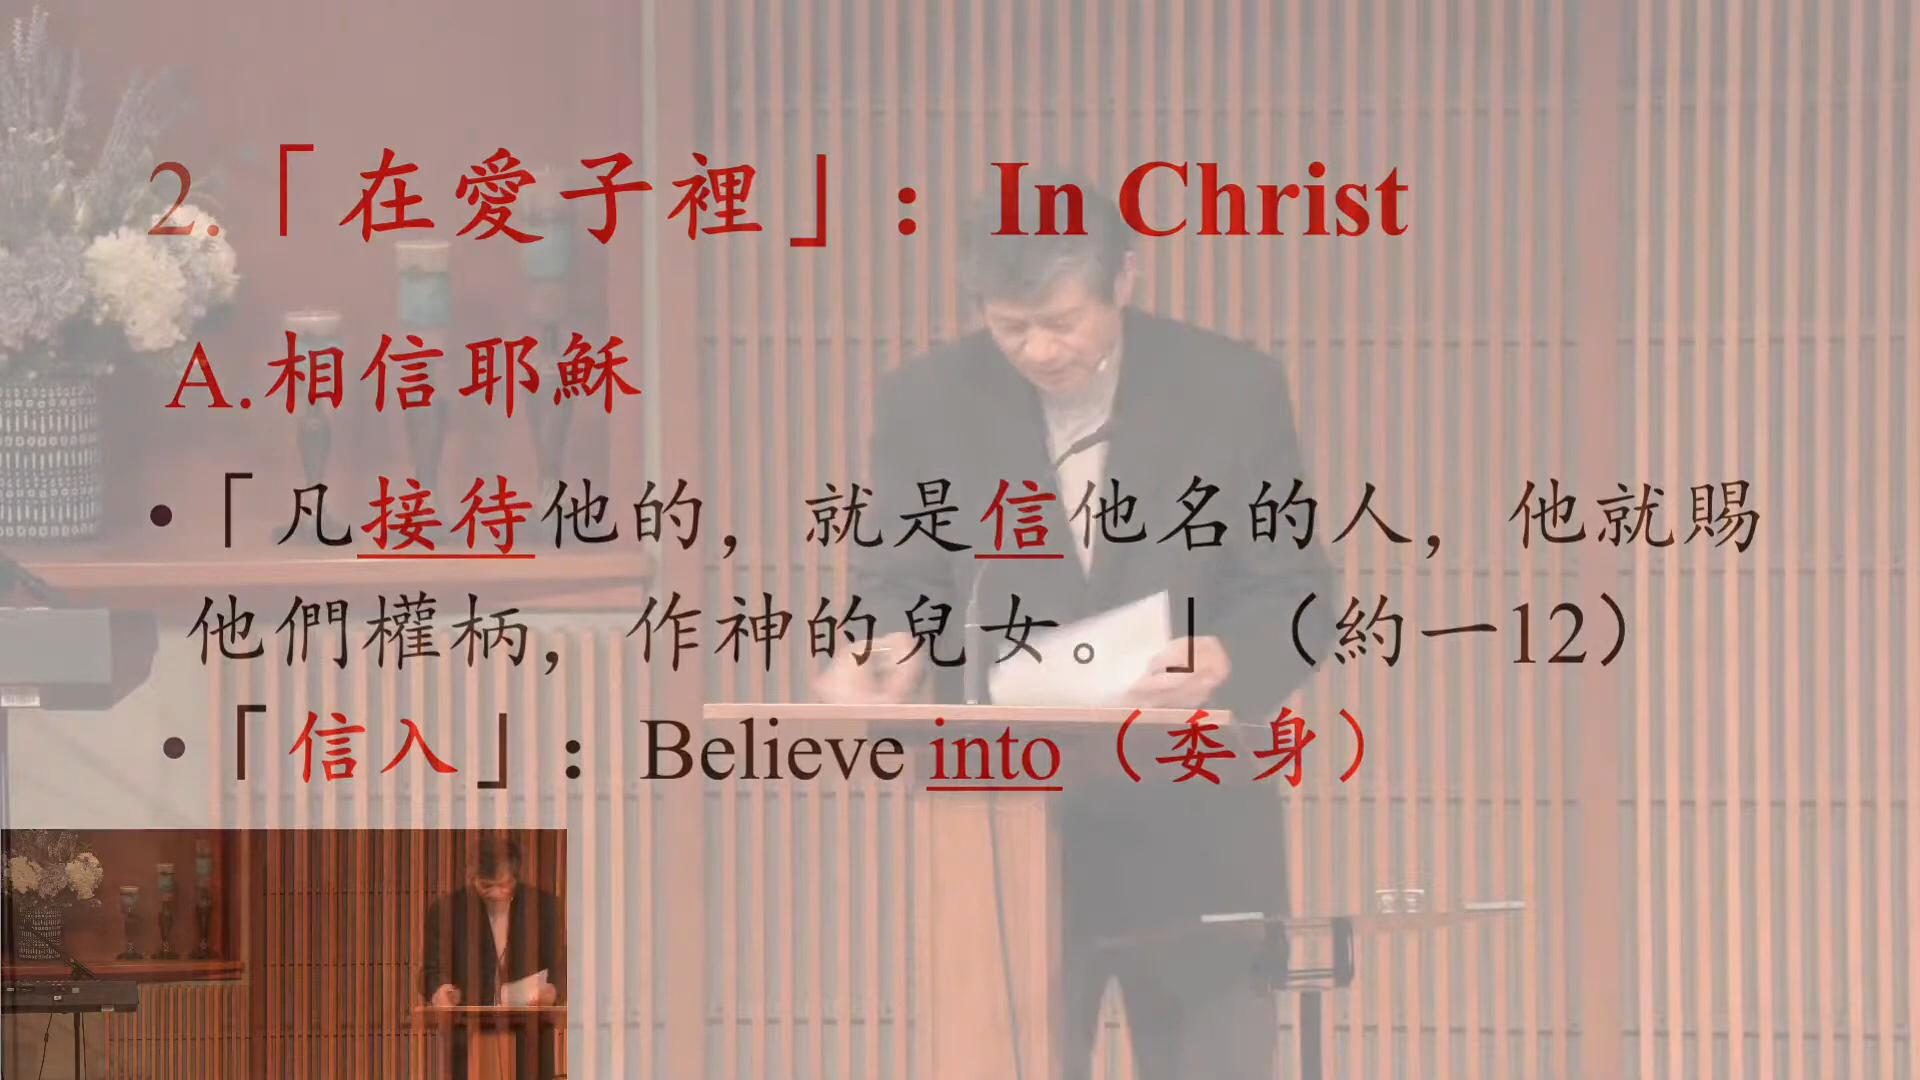 2.「在愛子裡」：In Christ
A.相信耶穌
•「凡接待他的，就是信他名的人，他就賜
他們權柄，作神的兒女。」（約一12）
•「信入」：Believe into（委身）